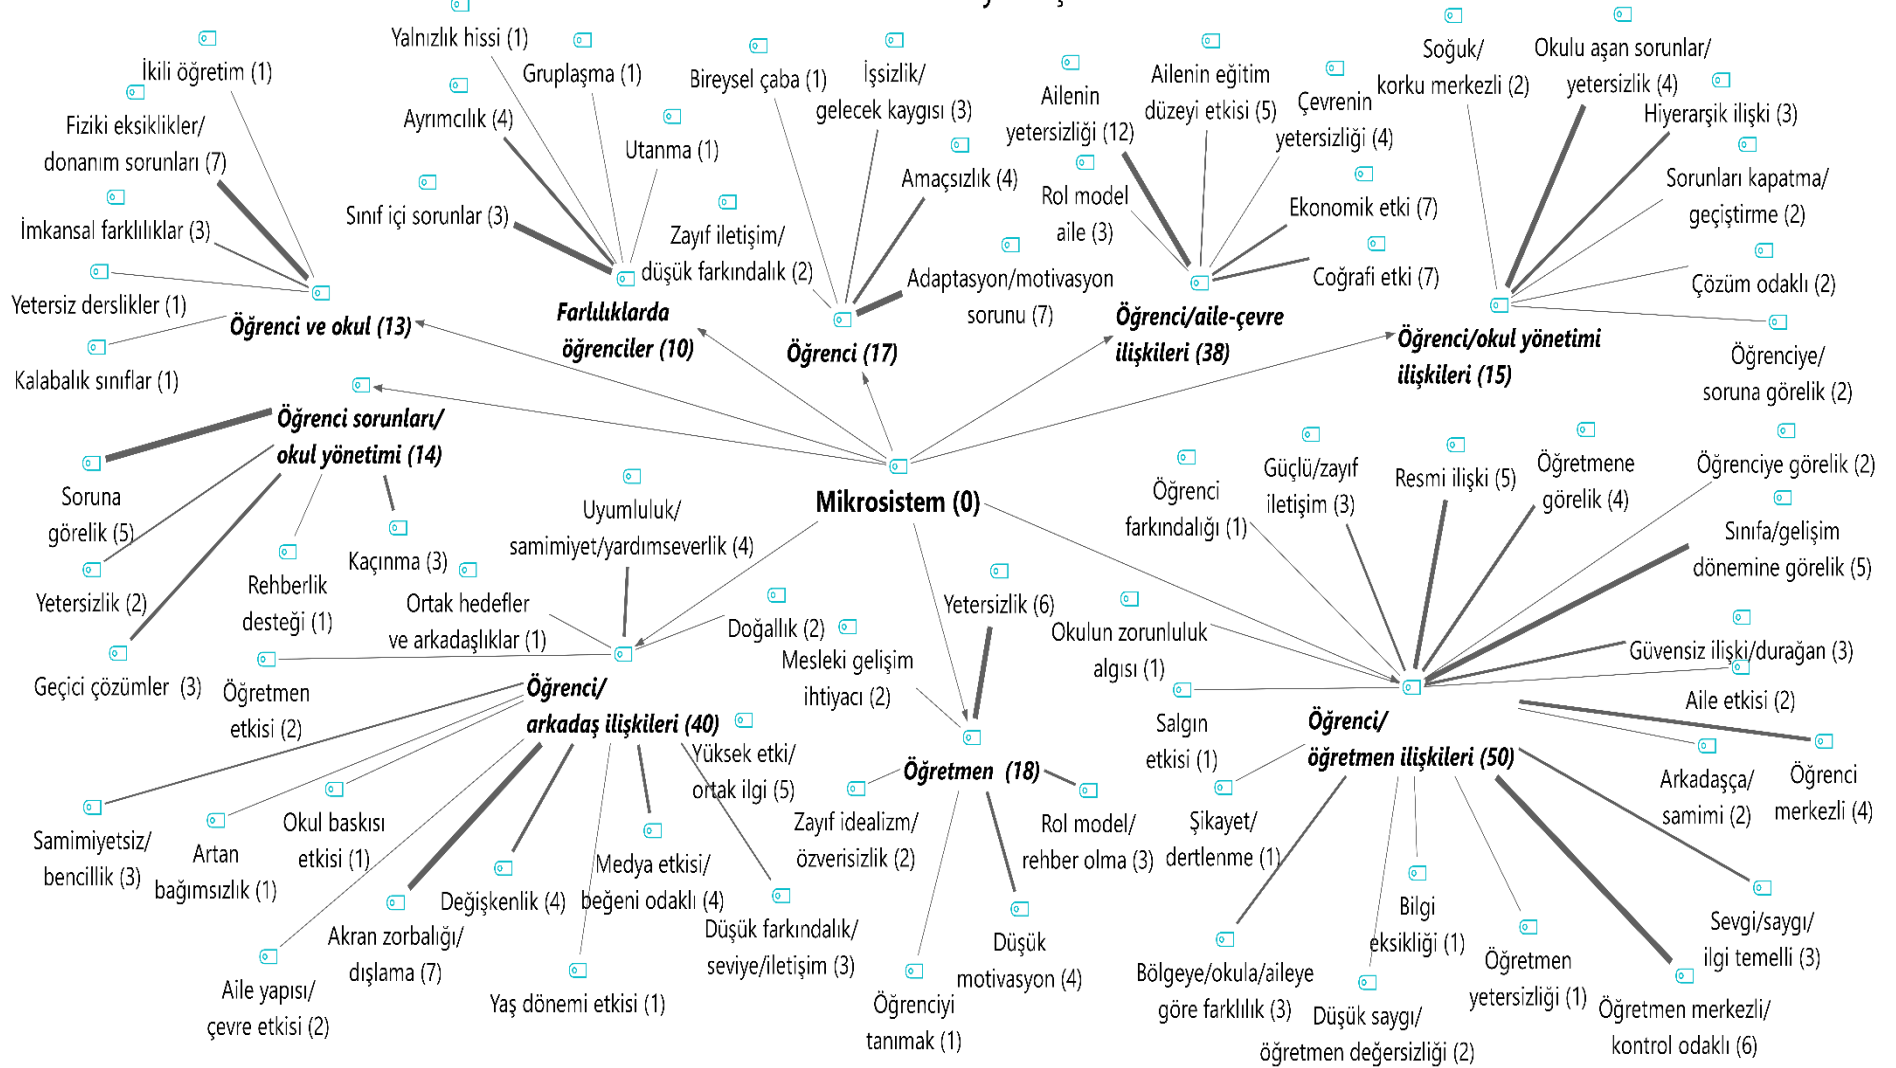 Yalnızlık hissi (1)
İkili öğretim (1)
Gruplaşma (1)
Bireysel çaba (1)
İşsizlik/
gelecek kaygısı (3)
Ailenin
yetersizliği (12)
Ailenin eğitim
düzeyi etkisi (5)
Çevrenin
yetersizliği (4)
Soğuk/
korku merkezli (2)
Okulu aşan sorunlar/
yetersizlik (4)
Hiyerarşik ilişki (3)
Fiziki eksiklikler/
donanım sorunları (7)
Ayrımcılık (4)
Utanma (1)
Amaçsızlık (4)
Rol model
aile (3)
Ekonomik etki (7)
Sorunları kapatma/
geçiştirme (2)
İmkansal farklılıklar (3)
Sınıf içi sorunlar (3)
Zayıf iletişim/
düşük farkındalık (2)
Adaptasyon/motivasyon
sorunu (7)
Coğrafi etki (7)
Çözüm odaklı (2)
Yetersiz derslikler (1)
Öğrenci ve okul (13)
Farlılıklarda
öğrenciler (10)
Öğrenci (17)
Öğrenci/aile-çevre
ilişkileri (38)
Öğrenci/okul yönetimi
ilişkileri (15)
Öğrenciye/
soruna görelik (2)
Kalabalık sınıflar (1)
Öğrenci sorunları/
okul yönetimi (14)
Mikrosistem (0)
Soruna
görelik (5)
Uyumluluk/
samimiyet/yardımseverlik (4)
Öğrenci
farkındalığı (1)
Güçlü/zayıf
iletişim (3)
Resmi ilişki (5)
Öğretmene
görelik (4)
Öğrenciye görelik (2)
Sınıfa/gelişim
dönemine görelik (5)
Yetersizlik (2)
Rehberlik
desteği (1)
Kaçınma (3)
Ortak hedefler
ve arkadaşlıklar (1)
Doğallık (2)
Yetersizlik (6)
Okulun zorunluluk
algısı (1)
Güvensiz ilişki/durağan (3)
Geçici çözümler (3)
Öğretmen
etkisi (2)
Öğrenci/
arkadaş ilişkileri (40)
Mesleki gelişim
ihtiyacı (2)
Salgın
etkisi (1)
Öğrenci/
öğretmen ilişkileri (50)
Aile etkisi (2)
Yüksek etki/
ortak ilgi (5)
Öğretmen (18)
Arkadaşça/
samimi (2)
Öğrenci
merkezli (4)
Samimiyetsiz/
bencillik (3)
Artan
bağımsızlık (1)
Okul baskısı
etkisi (1)
Zayıf idealizm/
özverisizlik (2)
Rol model/
rehber olma (3)
Şikayet/
dertlenme (1)
Akran zorbalığı/
dışlama (7)
Değişkenlik (4)
Medya etkisi/
beğeni odaklı (4)
Düşük farkındalık/
seviye/iletişim (3)
Düşük
motivasyon (4)
Bilgi
eksikliği (1)
Sevgi/saygı/
ilgi temelli (3)
Aile yapısı/
çevre etkisi (2)
Yaş dönemi etkisi (1)
Öğrenciyi
tanımak (1)
Bölgeye/okula/aileye
göre farklılık (3)
Düşük saygı/
öğretmen değersizliği (2)
Öğretmen
yetersizliği (1)
Öğretmen merkezli/
kontrol odaklı (6)